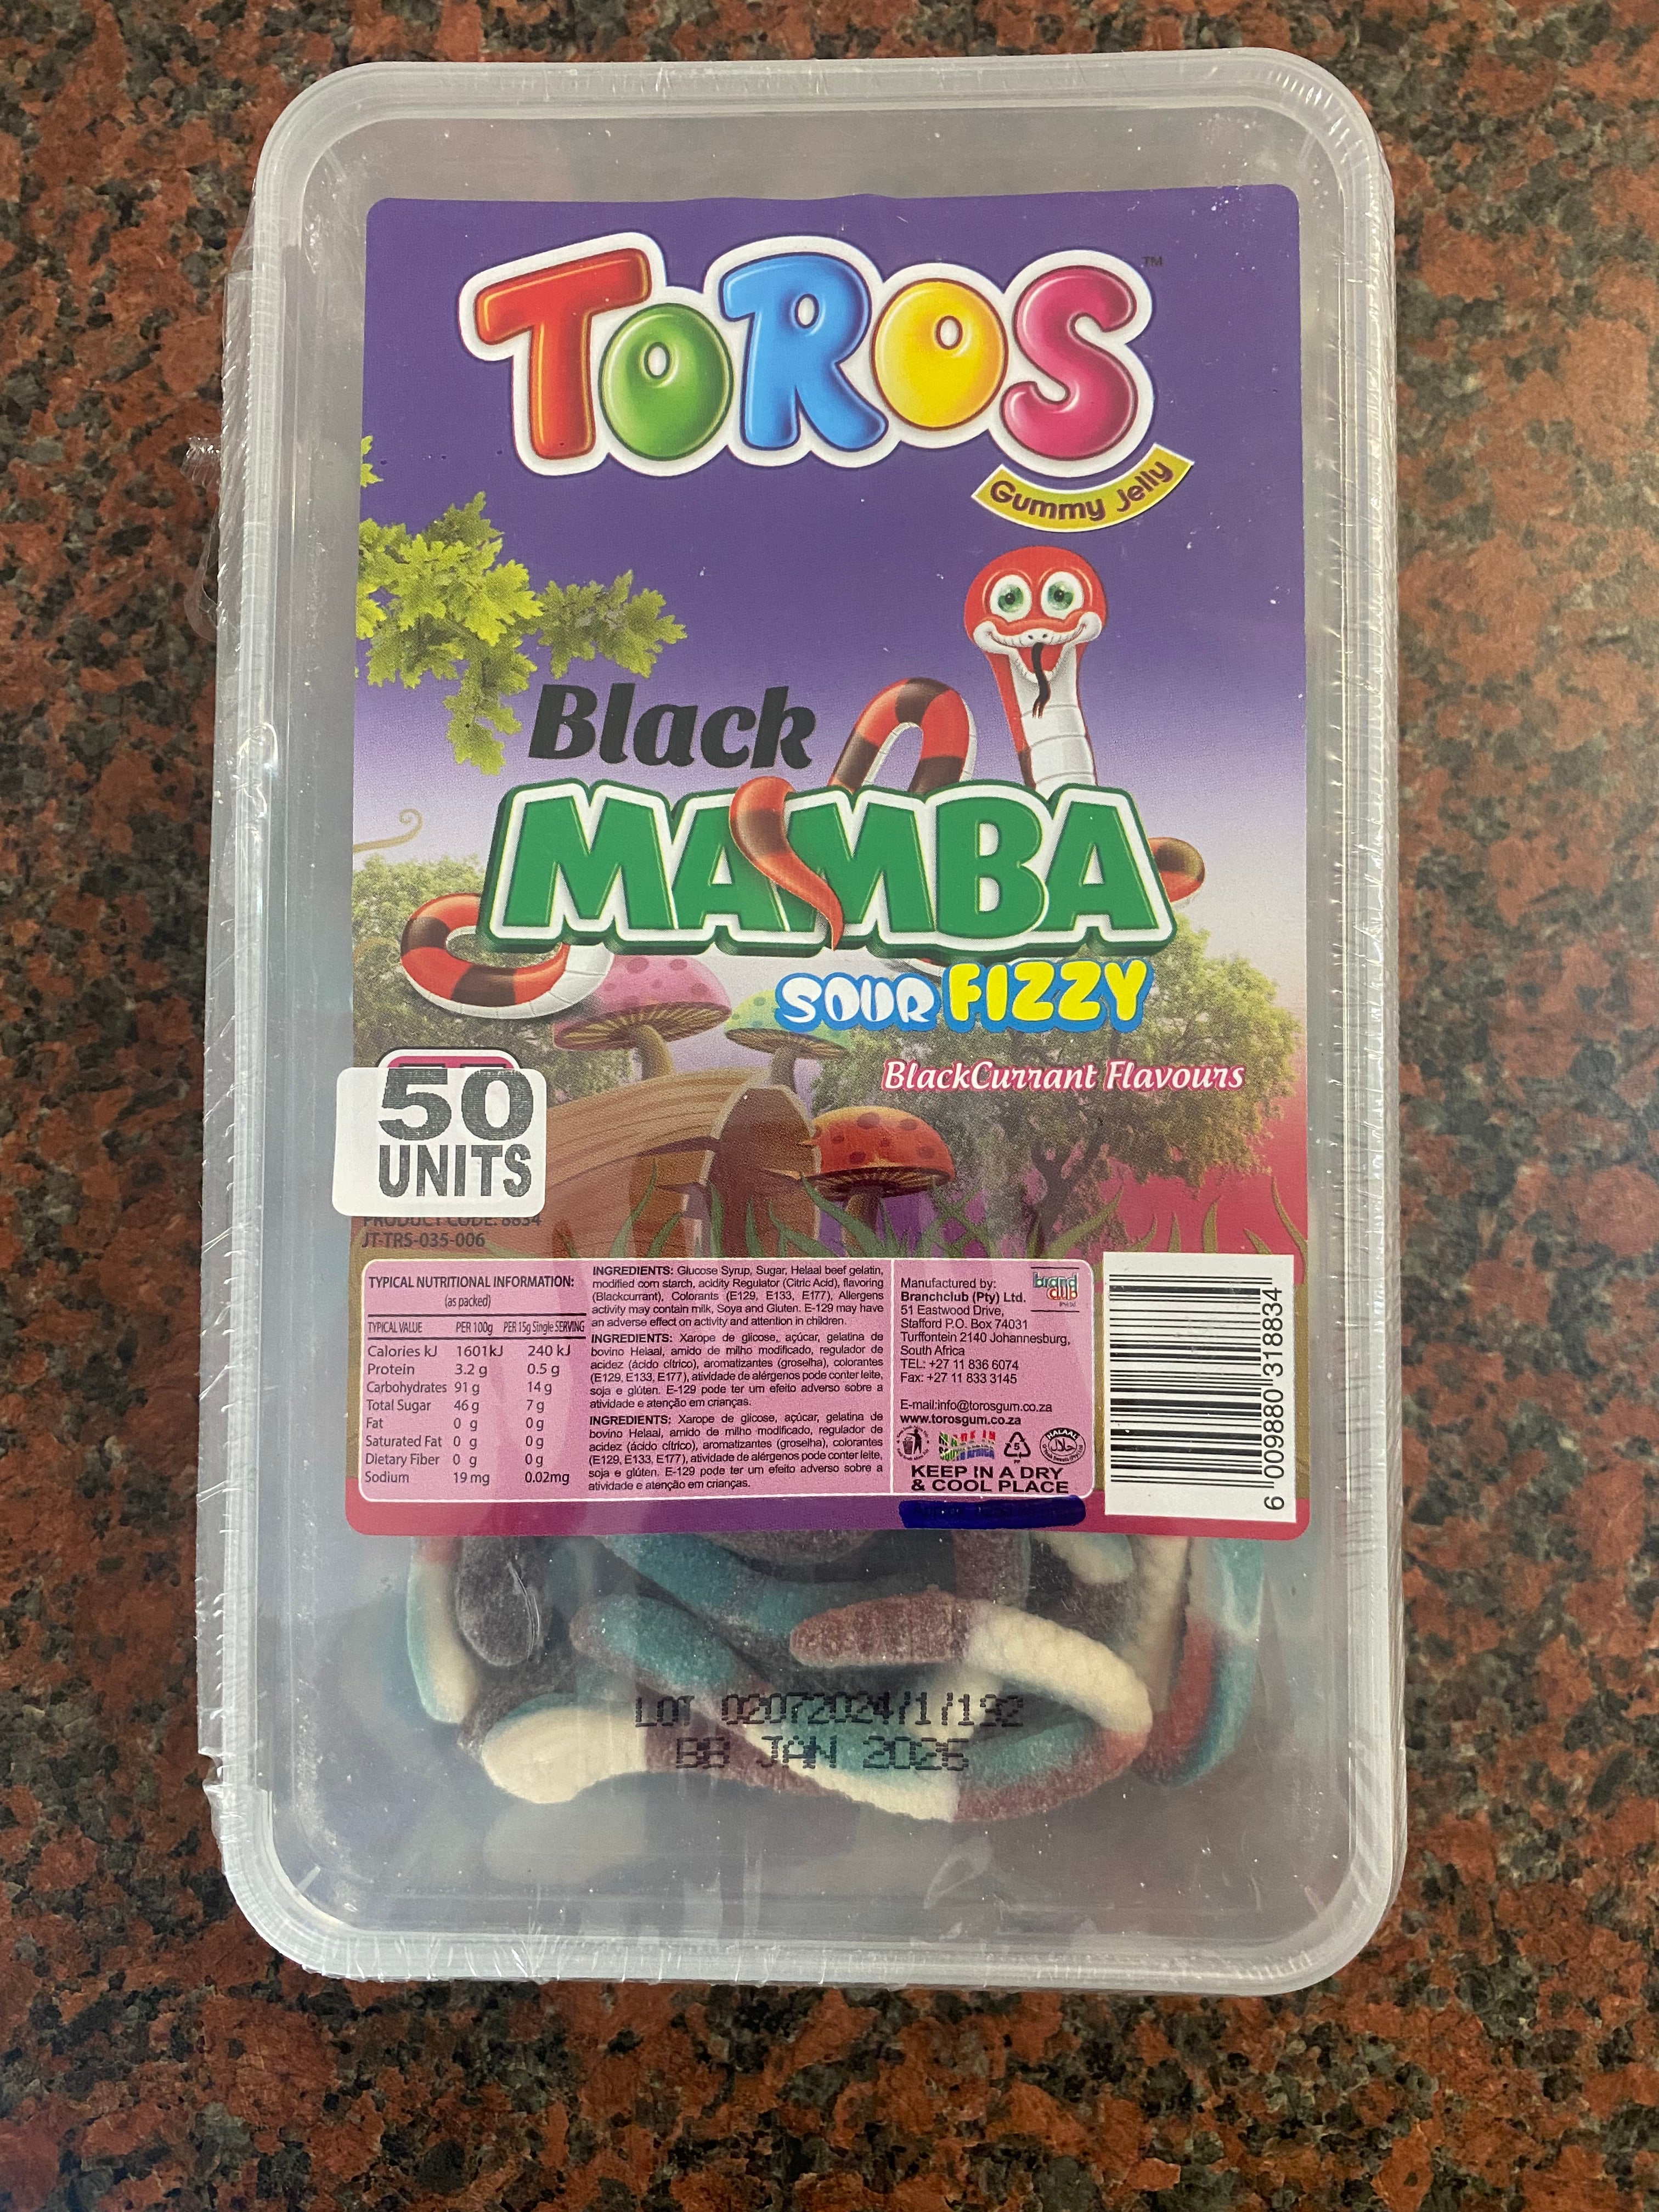 TOROS
TM
Gummy Jelly
Black
MAMBA
SOUR FIZZY
BlackCurrant Flavours
50
UNITS
PRODUCT CODE: 8834
JT-TRS-035-006
TYPICAL NUTRITIONAL INFORMATION:
(as packed)
TYPICAL VALUE PER 100g PER 15g Single SERVING
Calories kJ 1601kJ 240 kJ
Protein 3.2 g 0.5 g
Carbohydrates 91 g 14 g
Total Sugar 46 g 7 g
Fat 0 g 0 g
Saturated Fat 0 g 0 g
Dietary Fiber 0 g 0 g
Sodium 19 mg 0.02mg
INGREDIENTS: Glucose Syrup, Sugar, Helaal beef gelatin,
modified corn starch, acidity Regulator (Citric Acid), flavoring
(Blackcurrant), Colorants (E129, E133, E177), Allergens
activity may contain milk, Soya and Gluten. E-129 may have
an adverse effect on activity and attention in children.
INGREDIENTS: Xarope de glicose, açúcar, gelatina de
bovino Helaal, amido de milho modificado, regulador de
acidez (ácido cítrico), aromatizantes (groselha), colorantes
(E129, E133, E177), atividade de alérgenos pode conter leite,
soja e glúten. E-129 pode ter um efeito adverso sobre a
atividade e atenção em crianças.
INGREDIENTS: Xarope de glicose, açúcar, gelatina de
bovino Helaal, amido de milho modificado, regulador de
acidez (ácido cítrico), aromatizantes (groselha), colorantes
(E129, E133, E177), atividade de alérgenos pode conter leite,
soja e glúten. E-129 pode ter um efeito adverso sobre a
atividade e atenção em crianças.
Manufactured by:
Branchclub (Pty) Ltd.
51 Eastwood Drive,
Stafford P.O. Box 74031
Turffontein 2140 Johannesburg,
South Africa
TEL: +27 11 836 6074
Fax: +27 11 833 3145
E-mail:info@torosgum.co.za
www.torosgum.co.za
brand
club
MADE IN
SOUTH AFRICA
5
PP
HALAAL
حلال
KEEP IN A DRY
& COOL PLACE
6 009880 318834
LOT 02072024/1/192
BB JAN 2026